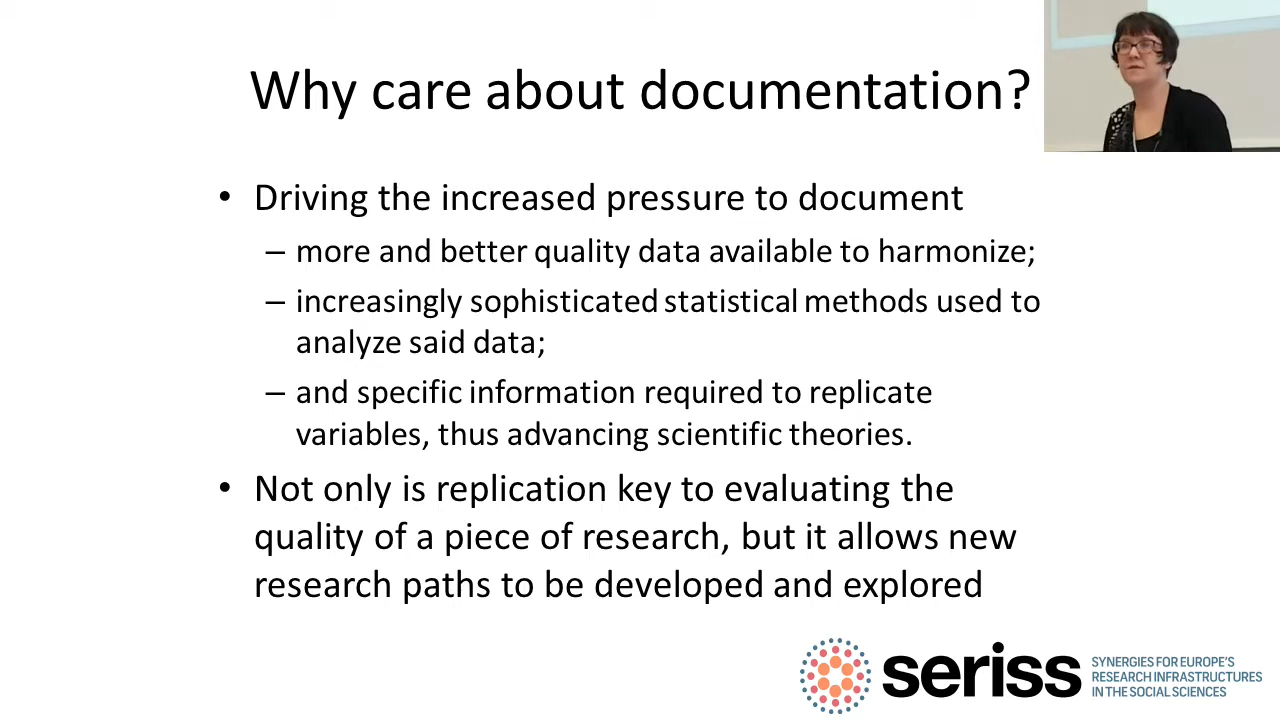 Why care about documentation?
• Driving the increased pressure to document
– more and better quality data available to harmonize;
– increasingly sophisticated statistical methods used to
analyze said data;
– and specific information required to replicate
variables, thus advancing scientific theories.
• Not only is replication key to evaluating the
quality of a piece of research, but it allows new
research paths to be developed and explored
seriss
SYNERGIES FOR EUROPE'S
RESEARCH INFRASTRUCTURES
IN THE SOCIAL SCIENCES